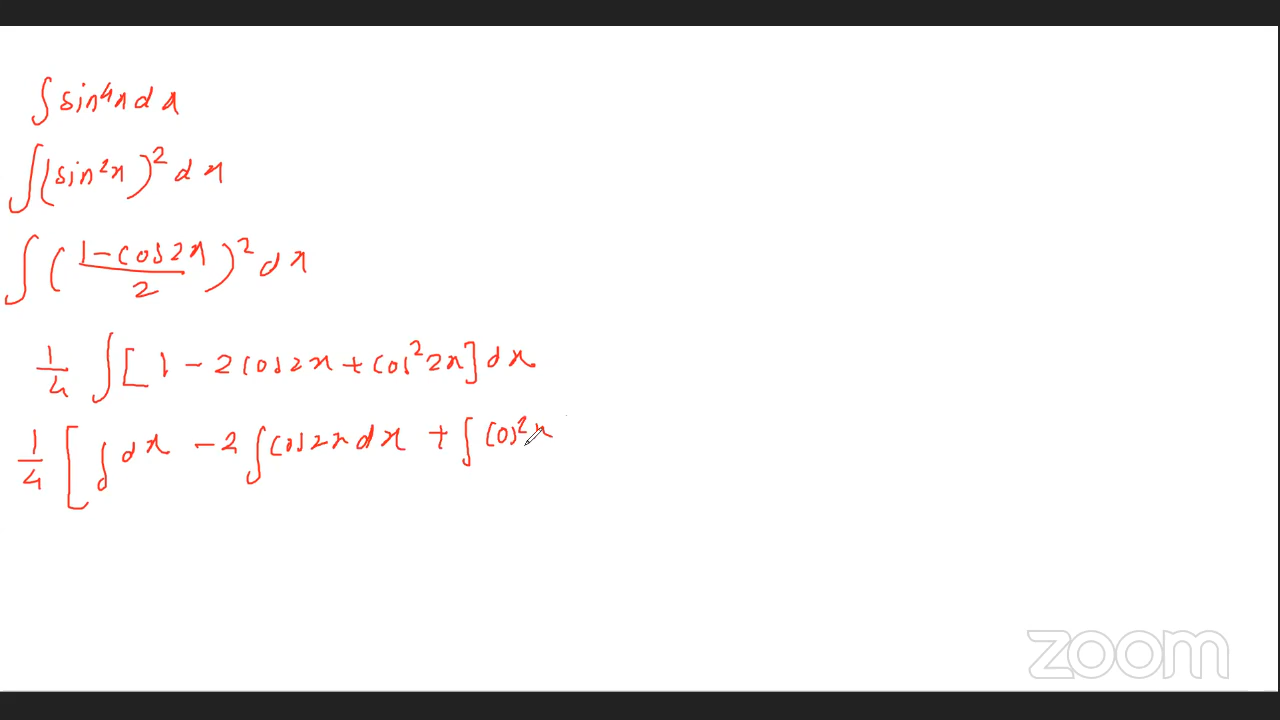 ∫ sin⁴x dx
∫ (sin²x)² dx
∫ ( (1 - cos2x) / 2 )² dx
1/4 ∫ [ 1 - 2cos2x + cos²2x ] dx
1/4 [ ∫ dx - 2 ∫ cos2x dx + ∫ cos²x
zoom